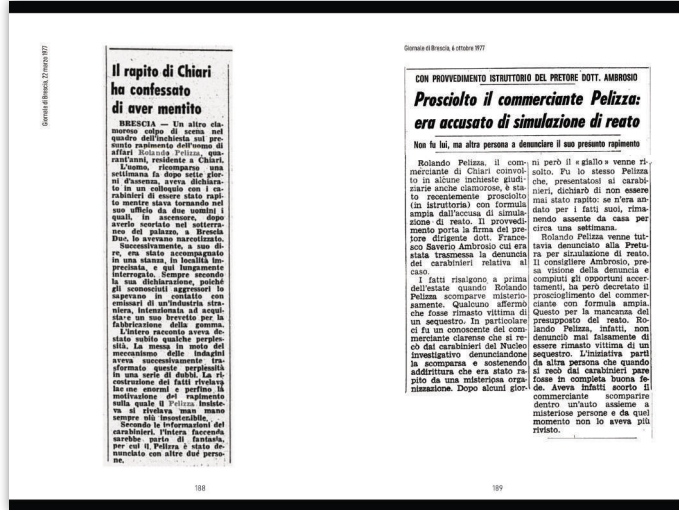 Giornale di Brescia, 22 marzo 1977
Il rapito di Chiari
ha confessato
di aver mentito
BRESCIA — Un altro cla-
moroso colpo di scena nel
quadro dell'inchiesta sul pre-
sunto rapimento dell'uomo di
affari Rolando Pelizza, qua-
rant'anni, residente a Chiari.
L'uomo, ricomparso una
settimana fa dopo sette gior-
ni d'assenza, aveva dichiara-
to in un colloquio con i ca-
rabinieri di essere stato rapi-
to mentre stava tornando nel
suo ufficio da due uomini i
quali, in ascensore, dopo
averlo scortato nel sotterra-
neo del palazzo, a Brescia
Due, lo avevano narcotizzato.
Successivamente, a suo di-
re, era stato accompagnato
in una stanza, in località im-
precisata, e qui lungamente
interrogato. Sempre secondo
la sua dichiarazione, poiché
gli sconosciuti aggressori lo
sapevano in contatto con
emissari di un'industria stra-
niera, intenzionata ad acqui-
stare un suo brevetto per la
fabbricazione della gomma.
L'intero racconto aveva de-
stato subito qualche perples-
sità. La messa in moto del
meccanismo delle indagini
aveva successivamente tra-
sformato queste perplessità
in una serie di dubbi. La ri-
costruzione dei fatti rivelava
lacune enormi e perfino la
motivazione del rapimento
sulla quale il Pelizza insiste-
va si rivelava man mano
sempre più insostenibile.
Secondo le informazioni dei
carabinieri, l'intera faccenda
sarebbe parto di fantasia,
per cui il Pelizza è stato de-
nunciato con altre due perso-
ne.
188
Giornale di Brescia, 6 ottobre 1977
CON PROVVEDIMENTO ISTRUTTORIO DEL PRETORE DOTT. AMBROSIO
Prosciolto il commerciante Pelizza:
era accusato di simulazione di reato
Non fu lui, ma altra persona a denunciare il suo presunto rapimento
Rolando Pelizza, il com-
merciante di Chiari coinvol-
to in alcune inchieste giudi-
ziarie anche clamorose, è sta-
to recentemente prosciolto
(in istruttoria) con formula
ampia dall'accusa di simula-
zione di reato. Il provvedi-
mento porta la firma del pre-
tore dirigente dott. France-
sco Saverio Ambrosio cui era
stata trasmessa la denuncia
dei carabinieri relativa al
caso.
I fatti risalgono a prima
dell'estate quando Rolando
Pelizza scomparve misterio-
samente. Qualcuno affermò
che fosse rimasto vittima di
un sequestro. In particolare
ci fu un conoscente del com-
merciante clarense che si re-
cò dai carabinieri del Nucleo
investigativo denunciandone
la scomparsa e sostenendo
addirittura che era stato ra-
pito da una misteriosa orga-
nizzazione. Dopo alcuni gior-
ni però il «giallo» venne ri-
solto. Fu lo stesso Pelizza
che, presentatosi ai carabi-
nieri, dichiarò di non essere
mai stato rapito: se n'era an-
dato per i fatti suoi, rima-
nendo assente da casa per
circa una settimana.
Rolando Pelizza venne tut-
tavia denunciato alla Pretu-
ra per simulazione di reato.
Il consigliere Ambrosio, pre-
sa visione della denuncia e
compiuti gli opportuni accer-
tamenti, ha però decretato il
proscioglimento del commer-
ciante con formula ampia.
Questo per la mancanza del
presupposto del reato. Ro-
lando Pelizza, infatti, non
denunciò mai falsamente di
essere rimasto vittima di un
sequestro. L'iniziativa partì
da altra persona che quando
si recò dai carabinieri pare
fosse in completa buona fe-
de. Aveva infatti scorto il
commerciante scomparire
dentro un'auto assieme a
misteriose persone e da quel
momento non lo aveva più
rivisto.
189